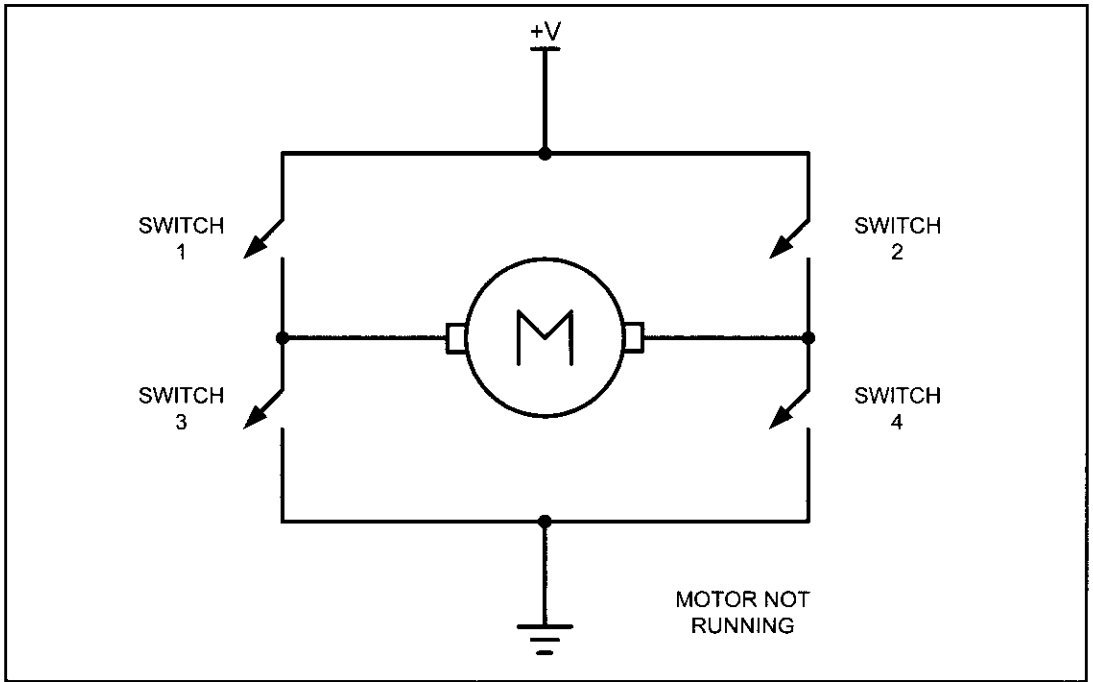 +V
SWITCH
1
SWITCH
2
M
SWITCH
3
SWITCH
4
MOTOR NOT
RUNNING